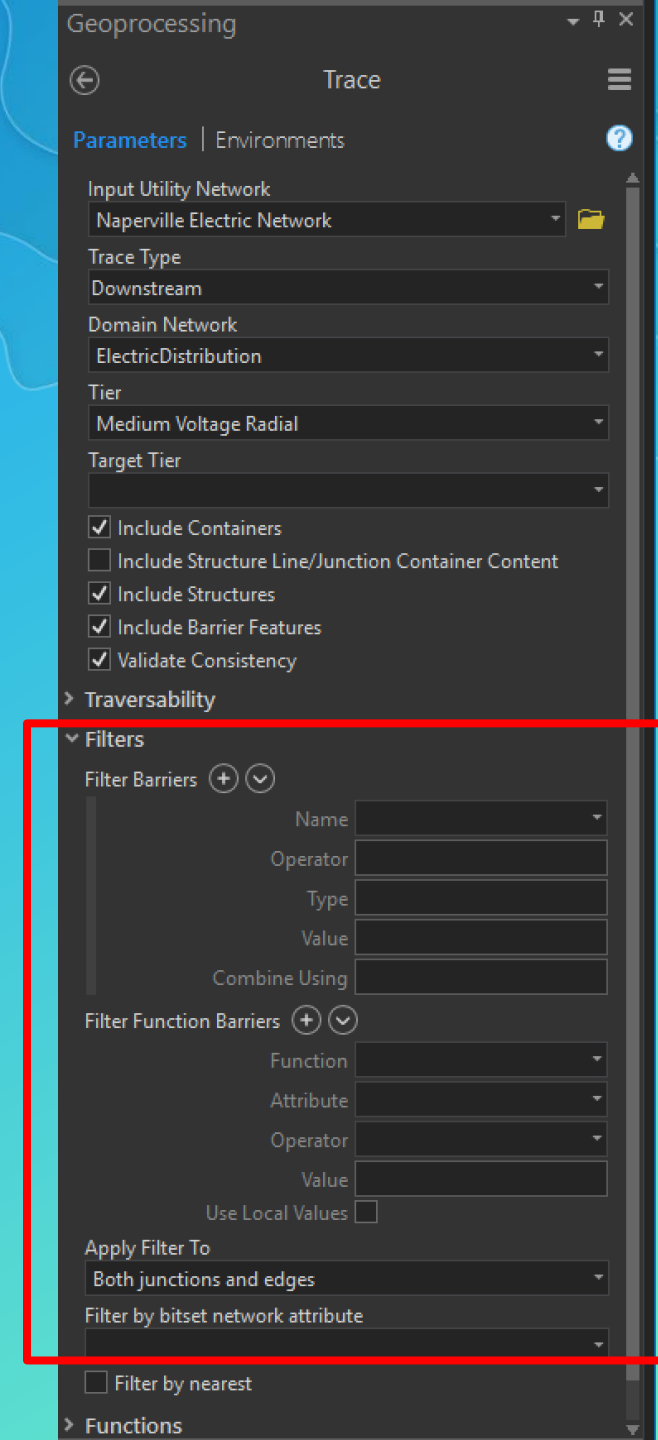 Geoprocessing
Trace
Parameters | Environments
Input Utility Network
Naperville Electric Network
Trace Type
Downstream
Domain Network
ElectricDistribution
Tier
Medium Voltage Radial
Target Tier
Include Containers
Include Structure Line/Junction Container Content
Include Structures
Include Barrier Features
Validate Consistency
Traversability
Filters
Filter Barriers
Name
Operator
Type
Value
Combine Using
Filter Function Barriers
Function
Attribute
Operator
Value
Use Local Values
Apply Filter To
Both junctions and edges
Filter by bitset network attribute
Filter by nearest
Functions